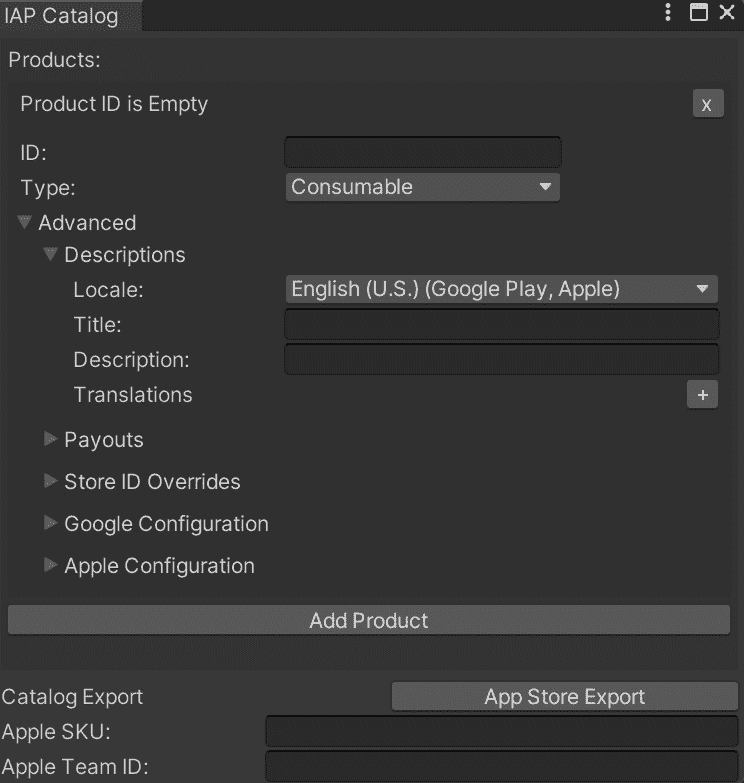 IAP Catalog
Products:
Product ID is Empty
x
ID:
Type:
Consumable
Advanced
Descriptions
Locale:
English (U.S.) (Google Play, Apple)
Title:
Description:
Translations
+
Payouts
Store ID Overrides
Google Configuration
Apple Configuration
Add Product
Catalog Export
App Store Export
Apple SKU:
Apple Team ID: